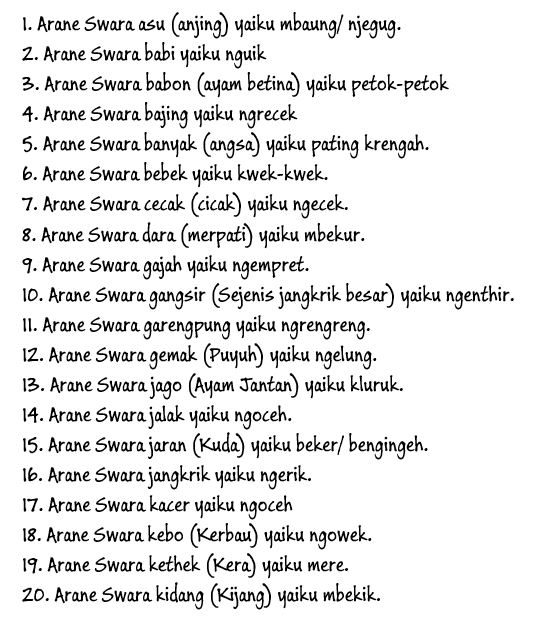 1. Arane Swara asu (anjing) yaiku mbaung/ njegug.
2. Arane Swara babi yaiku nguik
3. Arane Swara babon (ayam betina) yaiku petok-petok
4. Arane Swara bajing yaiku ngrecek
5. Arane Swara banyak (angsa) yaiku pating krengah.
6. Arane Swara bebek yaiku kwek-kwek.
7. Arane Swara cecak (cicak) yaiku ngecek.
8. Arane Swara dara (merpati) yaiku mbekur.
9. Arane Swara gajah yaiku ngempret.
10. Arane Swara gangsir (Sejenis jangkrik besar) yaiku ngenthir.
11. Arane Swara garengpung yaiku ngrengreng.
12. Arane Swara gemak (Puyuh) yaiku ngelung.
13. Arane Swara jago (Ayam Jantan) yaiku kluruk.
14. Arane Swara jalak yaiku ngoceh.
15. Arane Swara jaran (Kuda) yaiku beker/ bengingeh.
16. Arane Swara jangkrik yaiku ngerik.
17. Arane Swara kacer yaiku ngoceh
18. Arane Swara kebo (Kerbau) yaiku ngowek.
19. Arane Swara kethek (Kera) yaiku mere.
20. Arane Swara kidang (Kijang) yaiku mbekik.